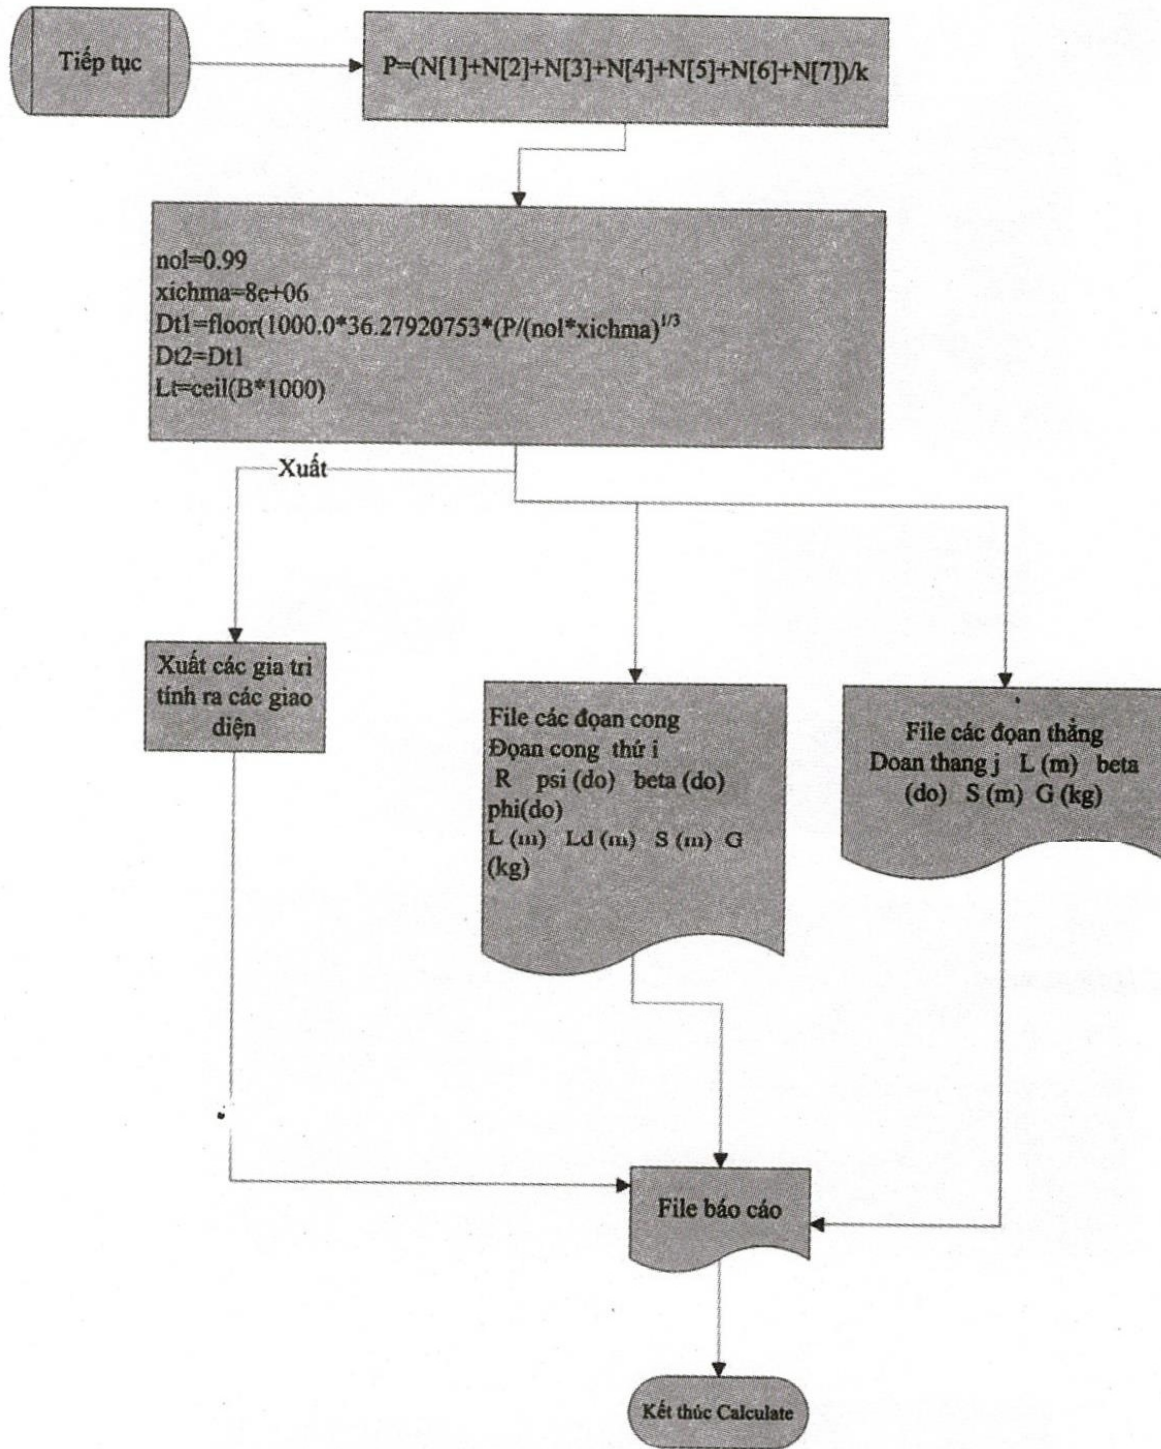 Tiếp tục
P=(N[1]+N[2]+N[3]+N[4]+N[5]+N[6]+N[7])/k
nol=0.99
xichma=8e+06
Dt1=floor(1000.0*36.27920753*(P/(nol*xichma)^1/3
Dt2=Dt1
Lt=ceil(B*1000)
Xuất
Xuất các gia tri
tính ra các giao
diện
File các đọan cong
Đọan cong thứ i
R psi (do) beta (do)
phi(do)
L (m) Ld (m) S (m) G
(kg)
File các đọan thẳng
Doan thang j L (m) beta
(do) S (m) G (kg)
File báo cáo
Kết thúc Calculate